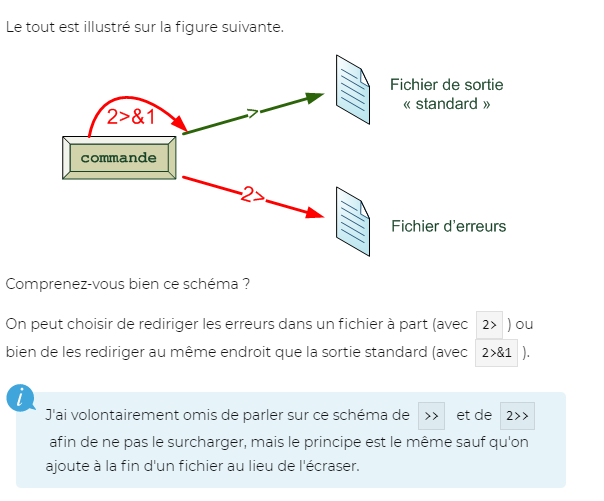 Le tout est illustré sur la figure suivante.
2>&1
commande
>
Fichier de sortie
« standard »
2>
Fichier d'erreurs
Comprenez-vous bien ce schéma ?
On peut choisir de rediriger les erreurs dans un fichier à part (avec 2> ) ou
bien de les rediriger au même endroit que la sortie standard (avec 2>&1 ).
i
J'ai volontairement omis de parler sur ce schéma de >> et de 2>>
afin de ne pas le surcharger, mais le principe est le même sauf qu'on
ajoute à la fin d'un fichier au lieu de l'écraser.